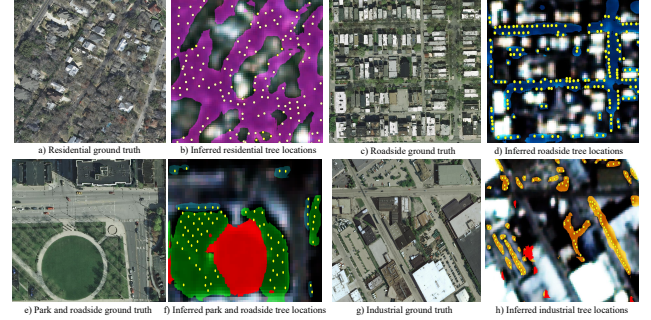 a) Residential ground truth
b) Inferred residential tree locations
c) Roadside ground truth
d) Inferred roadside tree locations
e) Park and roadside ground truth
f) Inferred park and roadside tree locations
g) Industrial ground truth
h) Inferred industrial tree locations